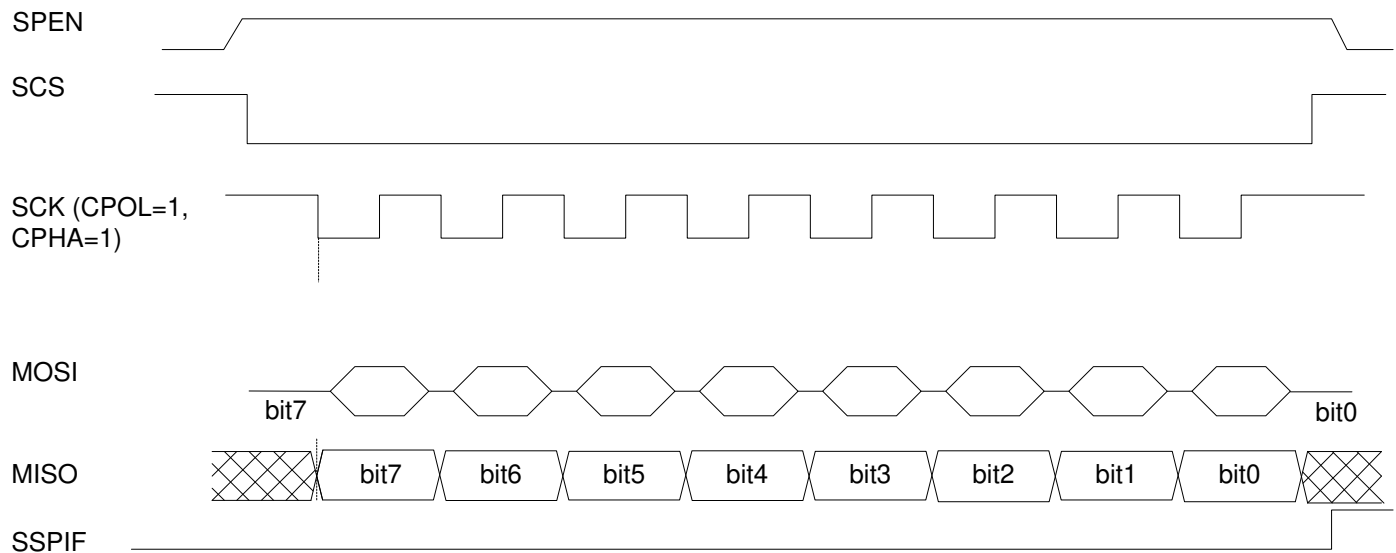 SPEN
SCS
SCK (CPOL=1,
CPHA=1)
MOSI
bit7
bit0
MISO
bit7
bit6
bit5
bit4
bit3
bit2
bit1
bit0
SSPIF